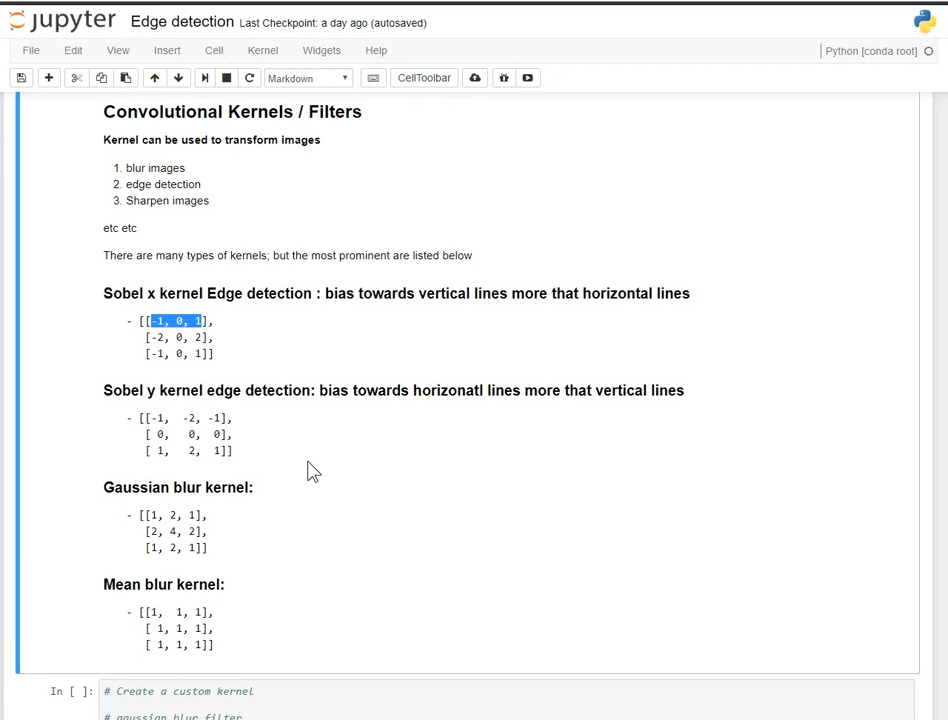 jupyter Edge detection Last Checkpoint: a day ago (autosaved)
File Edit View Insert Cell Kernel Widgets Help Python [conda root]
Markdown CellToolbar
Convolutional Kernels / Filters
Kernel can be used to transform images
1. blur images
2. edge detection
3. Sharpen images
etc etc
There are many types of kernels; but the most prominent are listed below
Sobel x kernel Edge detection : bias towards vertical lines more that horizontal lines
- [[-1, 0, 1],
[-2, 0, 2],
[-1, 0, 1]]
Sobel y kernel edge detection: bias towards horizonatl lines more that vertical lines
- [[-1, -2, -1],
[ 0, 0, 0],
[ 1, 2, 1]]
Gaussian blur kernel:
- [[1, 2, 1],
[2, 4, 2],
[1, 2, 1]]
Mean blur kernel:
- [[1, 1, 1],
[ 1, 1, 1],
[ 1, 1, 1]]
In [ ]: # Create a custom kernel
# gaussian blur filter